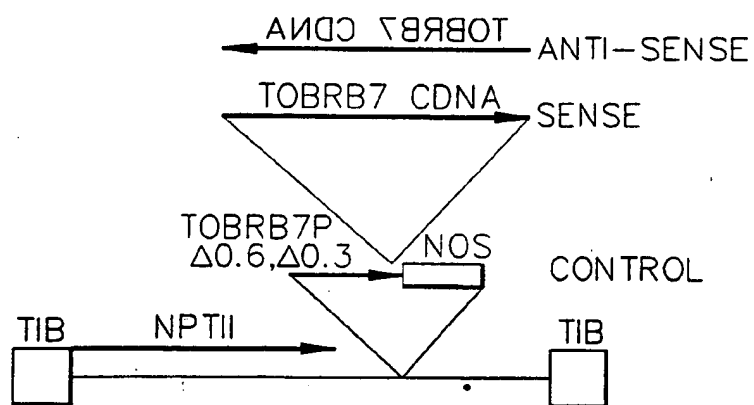 TOBRB7 CDNA
ANTI-SENSE
TOBRB7 CDNA
SENSE
TOBRB7P
Δ0.6,Δ0.3
NOS
CONTROL
TIB
NPTII
TIB